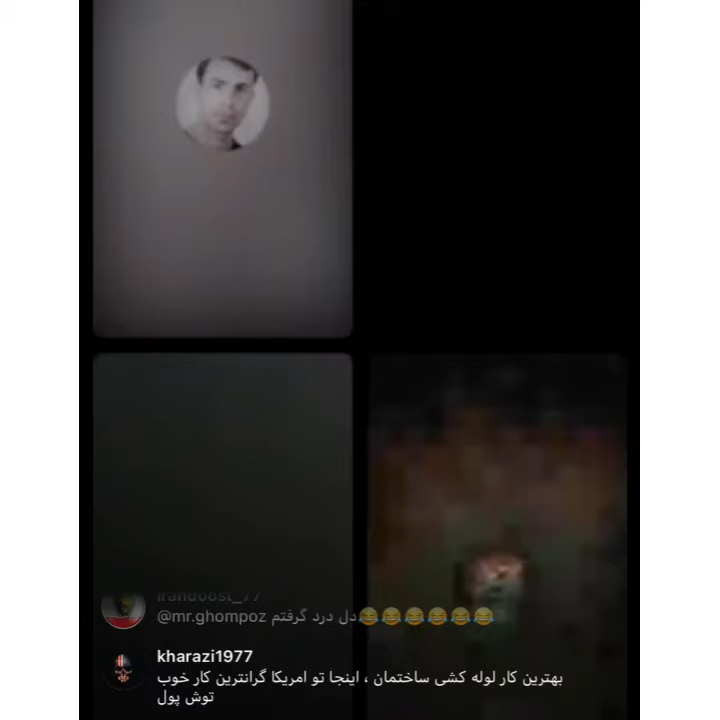 irandoost_77
@mr.ghompoz دل درد گرفتم😂😂😂😂😂😂
kharazi1977
بهترین کار لوله کشی ساختمان ، اینجا تو امریکا گرانترین کار خوب
توش پول